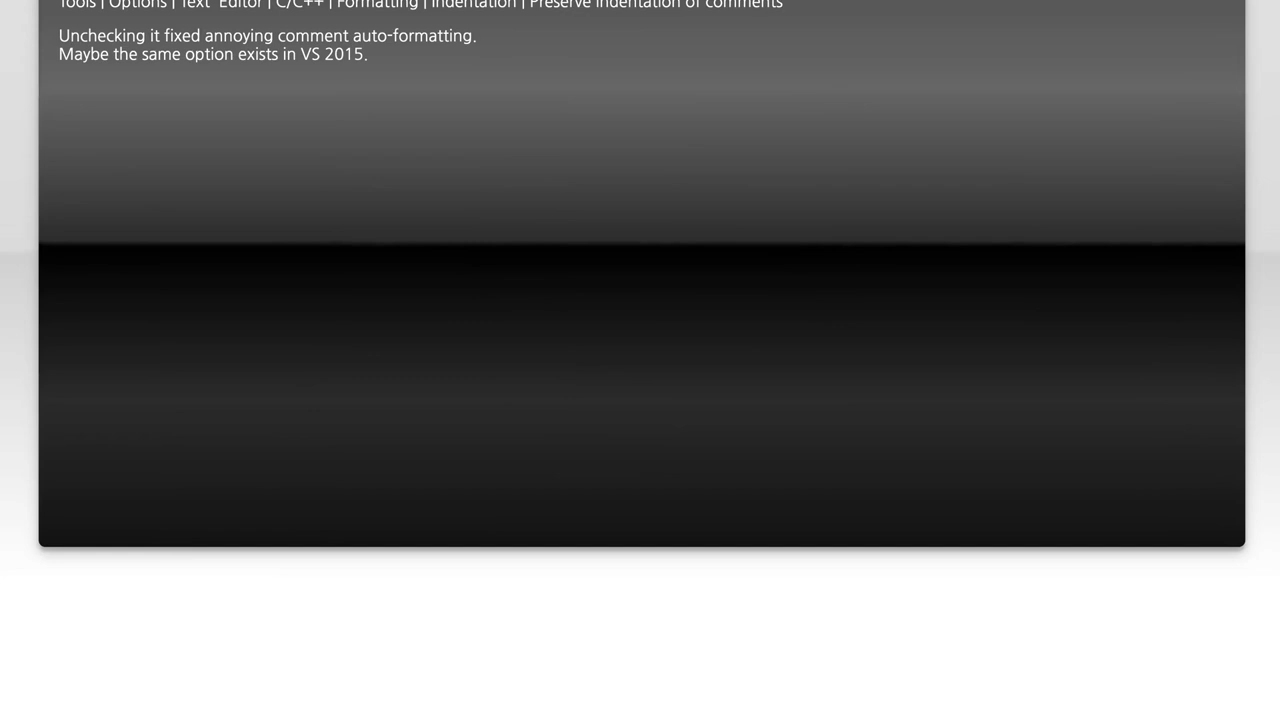 Tools | Options | Text Editor | C/C++ | Formatting | Indentation | Preserve indentation of comments
Unchecking it fixed annoying comment auto-formatting.
Maybe the same option exists in VS 2015.